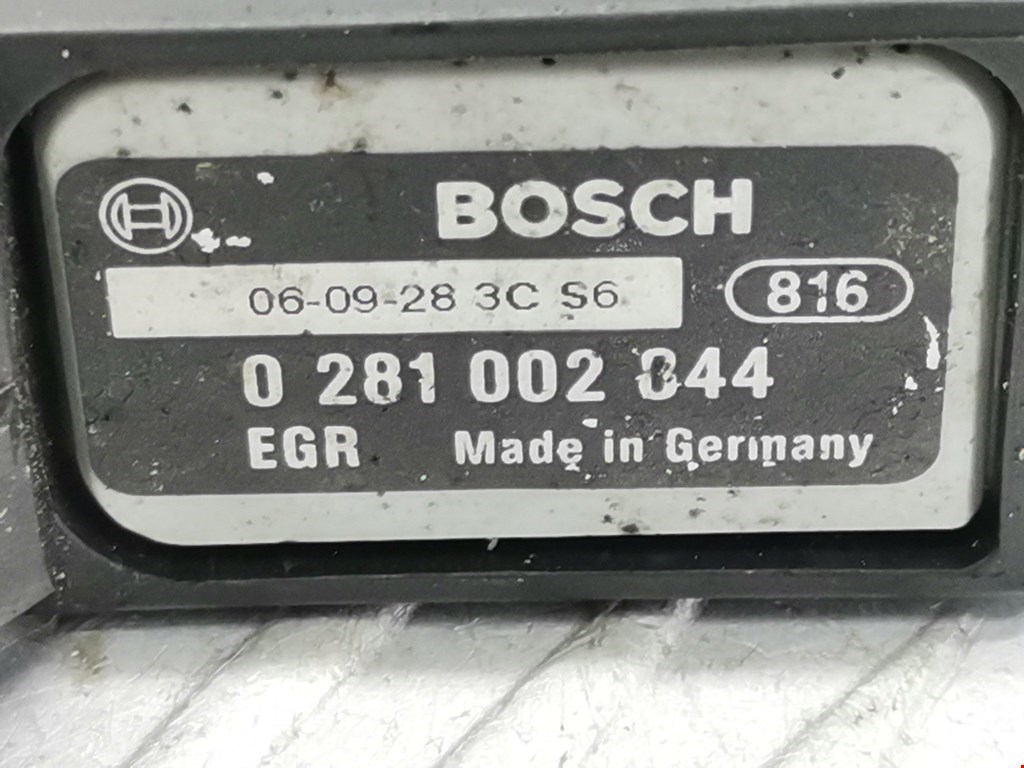 BOSCH
06-09-28 3C S6
816
0 281 002 844
EGR Made in Germany